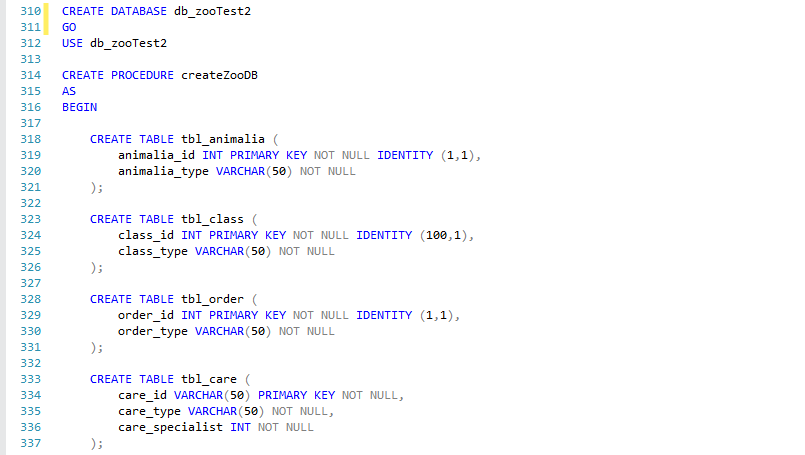 310 CREATE DATABASE db_zooTest2
311 GO
312 USE db_zooTest2
313
314 CREATE PROCEDURE createZooDB
315 AS
316 BEGIN
317
318 CREATE TABLE tbl_animalia (
319 animalia_id INT PRIMARY KEY NOT NULL IDENTITY (1,1),
320 animalia_type VARCHAR(50) NOT NULL
321 );
322
323 CREATE TABLE tbl_class (
324 class_id INT PRIMARY KEY NOT NULL IDENTITY (100,1),
325 class_type VARCHAR(50) NOT NULL
326 );
327
328 CREATE TABLE tbl_order (
329 order_id INT PRIMARY KEY NOT NULL IDENTITY (1,1),
330 order_type VARCHAR(50) NOT NULL
331 );
332
333 CREATE TABLE tbl_care (
334 care_id VARCHAR(50) PRIMARY KEY NOT NULL,
335 care_type VARCHAR(50) NOT NULL,
336 care_specialist INT NOT NULL
337 );